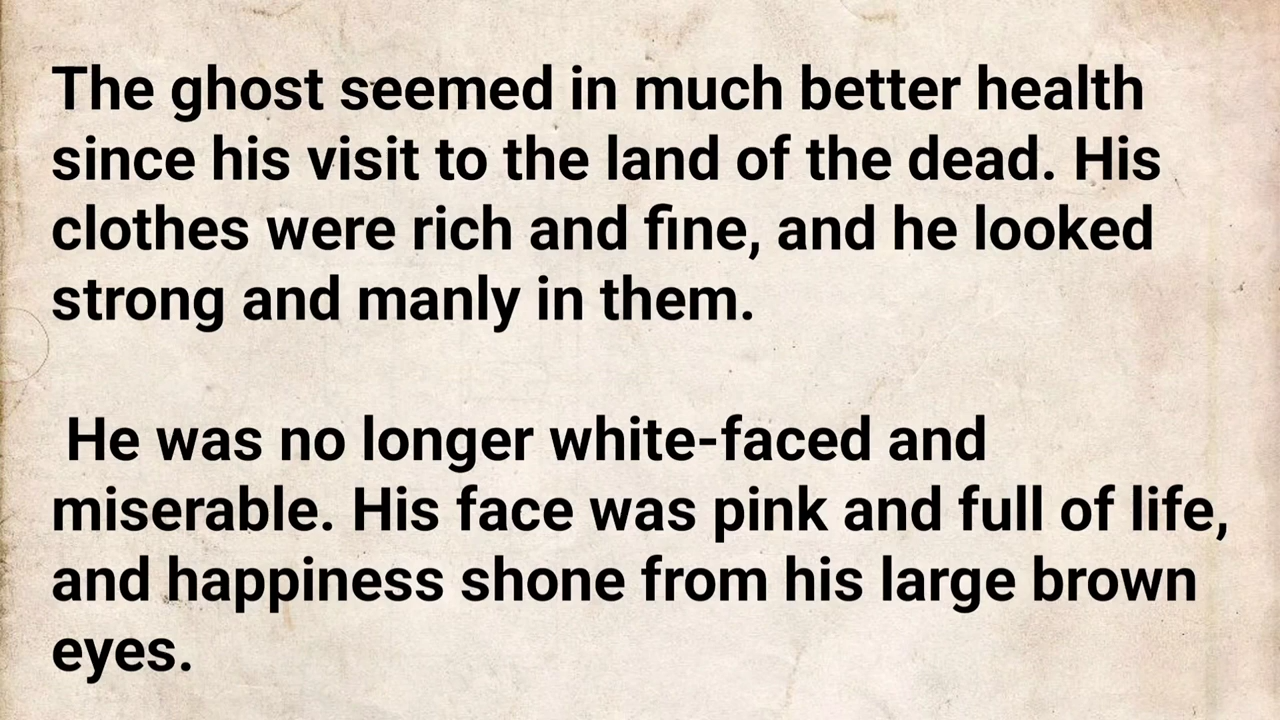 The ghost seemed in much better health
since his visit to the land of the dead. His
clothes were rich and fine, and he looked
strong and manly in them.
He was no longer white-faced and
miserable. His face was pink and full of life,
and happiness shone from his large brown
eyes.